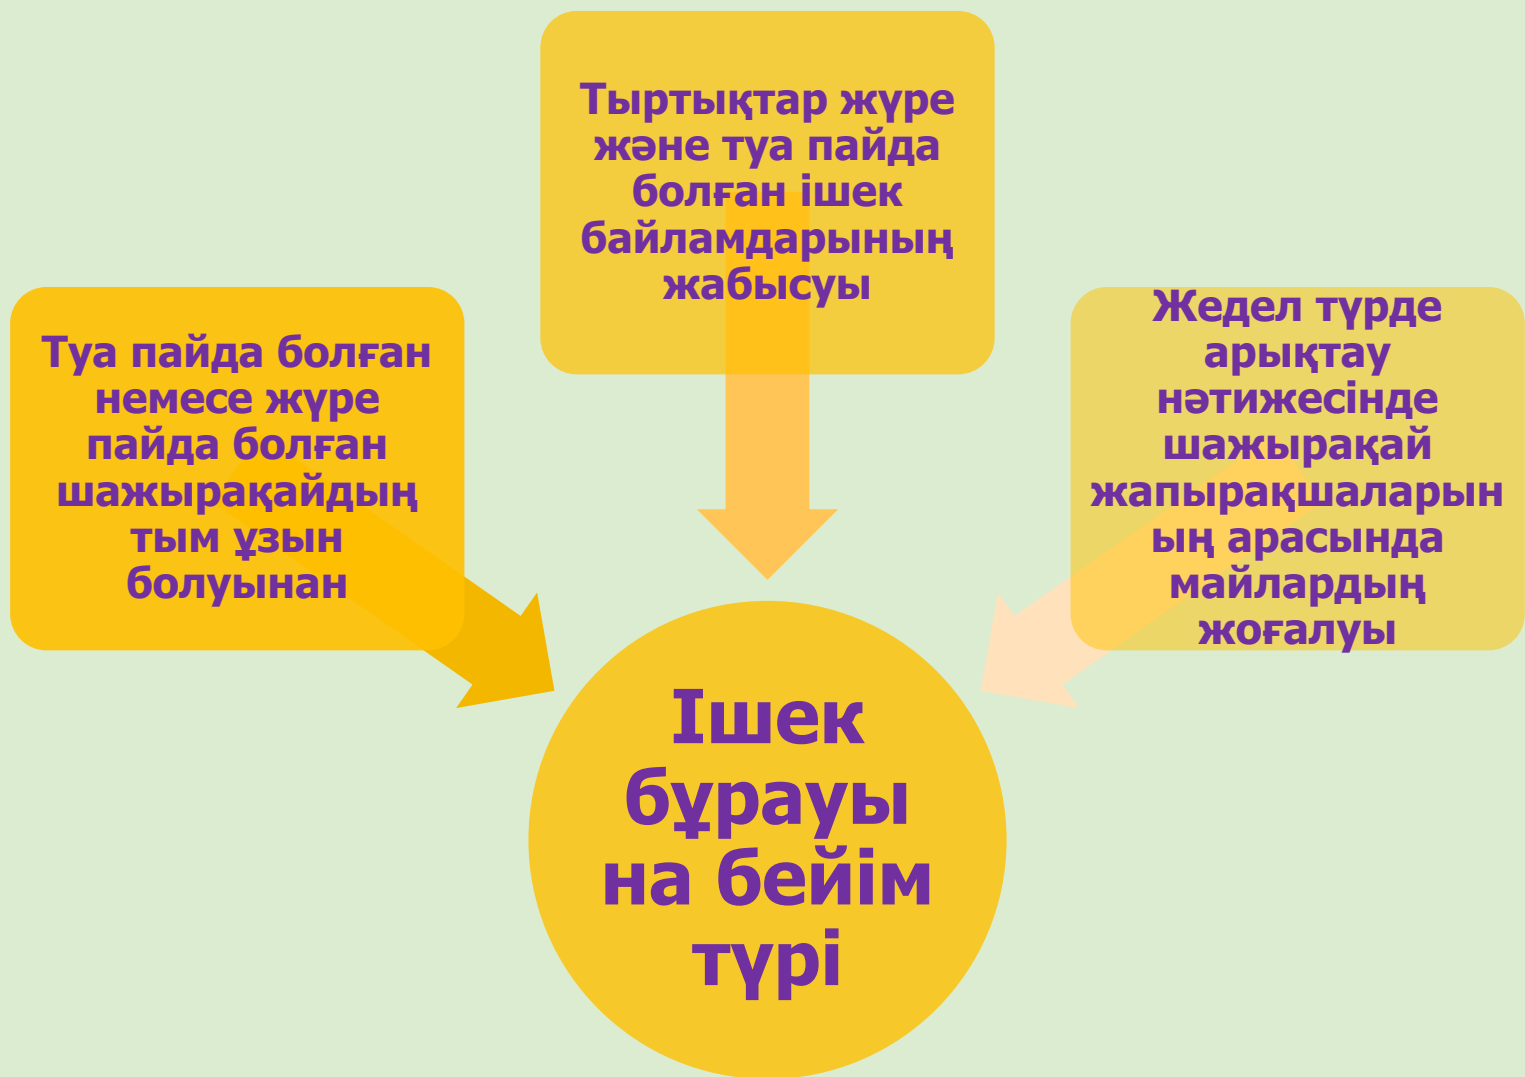 Тыртықтар жүре
және туа пайда
болған ішек
байламдарының
жабысуы
Туа пайда болған
немесе жүре
пайда болған
шажырақайдың
тым ұзын
болуынан
Жедел түрде
арықтау
нәтижесінде
шажырақай
жапырақшаларын
ың арасында
майлардың
жоғалуы
Ішек
бұрауы
на бейім
түрі